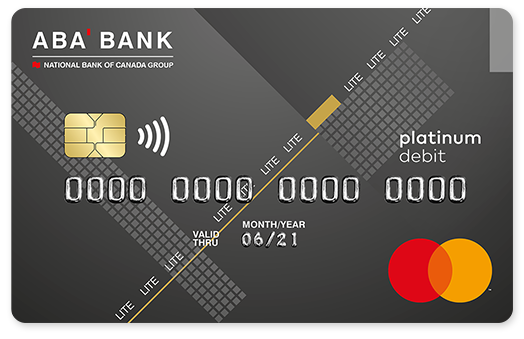 ABA' BANK
NATIONAL BANK OF CANADA GROUP
platinum
debit
0000 0000 0000 0000
MONTH/YEAR
VALID
THRU 06/21
LITE LITE LITE LITE LITE LITE LITE LITE LITE LITE